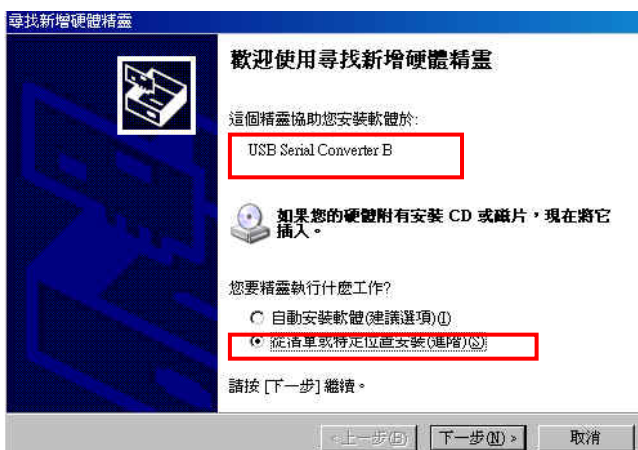 尋找新增硬體精靈
歡迎使用尋找新增硬體精靈
這個精靈協助您安裝軟體於:
USB Serial Converter B
如果您的硬體附有安裝 CD 或磁片，現在將它
插入。
您要精靈執行什麼工作?
自動安裝軟體(建議選項)(I)
從清單或特定位置安裝(進階)(S)
請按 [下一步] 繼續。
<上一步(B) 下一步(N) > 取消